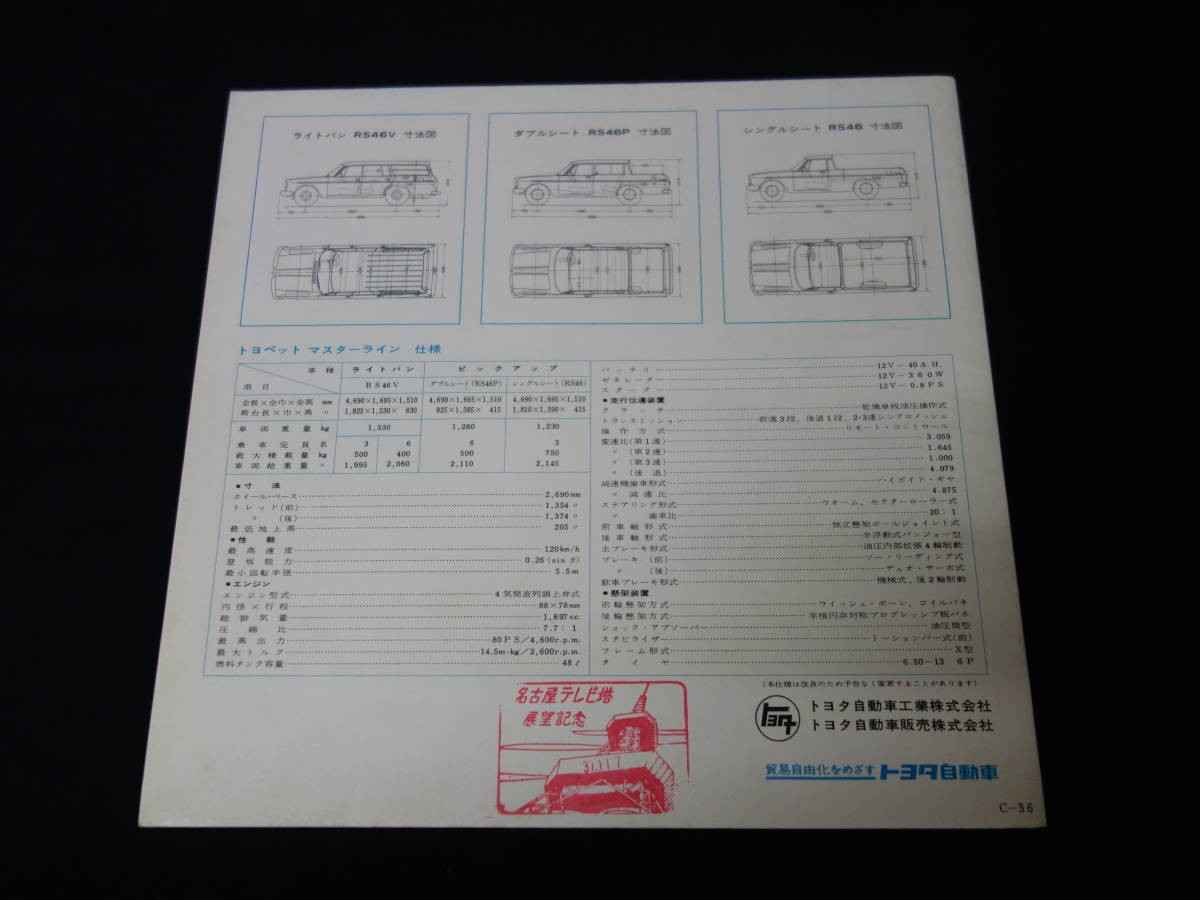 ライトバン RS46V 寸法図
ダブルシート RS46P 寸法図
シングルシート RS46 寸法図
トヨペット マスターライン 仕様
車種 ライトバン ピックアップ
項目 RS46V ダブルシート(RS46P) シングルシート(RS46)
全長×全巾×全高 mm 4,690×1,695×1,510 4,690×1,695×1,510 4,690×1,695×1,510
荷台長×巾×高 〃 1,825×1,330× 830 925×1,385× 415 1,810×1,390× 415
車両重量 kg 1,330 1,280 1,230
乗車定員 名 3 6 6 3
最大積載量 kg 500 400 500 750
車両総重量 〃 1,995 2,060 2,110 2,145
●寸法
ホイール・ベース 2,690mm
トレッド(前) 1,354 〃
〃 (後) 1,374 〃
最低地上高 205 〃
●性能
最高速度 120km/h
登坂能力 0.26 (sin θ)
最小回転半径 5.5m
●エンジン
エンジン型式 4気筒直列頭上弁式
内径×行程 88×78mm
総排気量 1,897c.c.
圧縮比 7.7:1
最高出力 80PS/4,600r.p.m.
最大トルク 14.5m-kg/2,600r.p.m.
燃料タンク容量 48ℓ
バッテリー 12V-40A.H.
ゼネレーター 12V-360W
スターター 12V-0.8PS
●走行伝導装置
クラッチ 乾燥単板油圧操作式
トランスミッション 前進3段、後退1段、2・3速シンクロメッシュ
操作方式 リモート・コントロール
変速比(第1速) 3.059
〃 (第2速) 1.645
〃 (第3速) 1.000
〃 (後退) 4.079
減速機歯車形式 ハイポイド・ギヤ
〃 減速比 4.875
ステアリング形式 ウォーム、セクターローラー式
〃 歯車比 20:1
前車軸形式 独立懸架ボールジョイント式
後車軸形式 半浮動式バンジョー型
主ブレーキ形式 油圧内部拡張4輪制動
ブレーキ (前) ツー・リーディング式
〃 (後) デュオ・サーボ式
駐車ブレーキ形式 機械式、後2輪制動
●懸架装置
前輪懸架方式 ウイッシュ・ボーン、コイルバネ
後輪懸架方式 半楕円非対称プログレッシブ板バネ
ショック・アブソーバー 油圧筒型
スタビライザー トーションバー式(前)
フレーム形式 X型
タイヤ 6.50-13 6P
(本仕様は改良のため予告なく変更することがあります)
トヨタ
トヨタ自動車工業株式会社
トヨタ自動車販売株式会社
貿易自由化をめざす トヨタ自動車
C-36
名古屋テレビ塔
展望記念